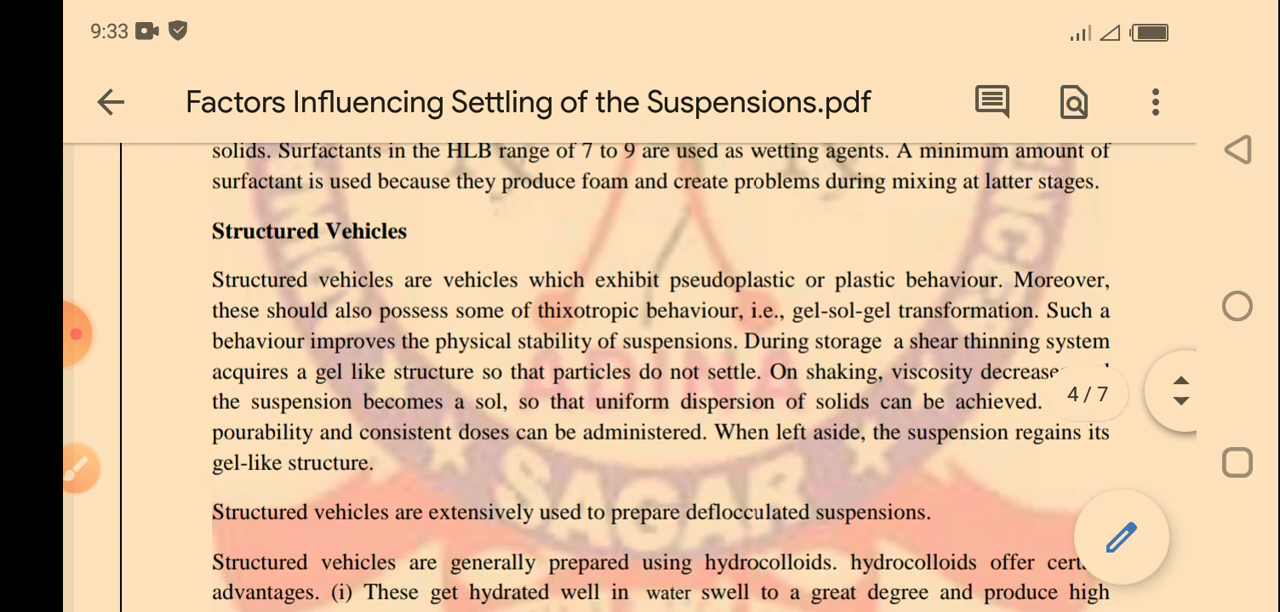 9:33
Factors Influencing Settling of the Suspensions.pdf
solids. Surfactants in the HLB range of 7 to 9 are used as wetting agents. A minimum amount of
surfactant is used because they produce foam and create problems during mixing at latter stages.
Structured Vehicles
Structured vehicles are vehicles which exhibit pseudoplastic or plastic behaviour. Moreover,
these should also possess some of thixotropic behaviour, i.e., gel-sol-gel transformation. Such a
behaviour improves the physical stability of suspensions. During storage a shear thinning system
acquires a gel like structure so that particles do not settle. On shaking, viscosity
the suspension becomes a sol, so that uniform dispersion of solids can be achieved.
4 / 7
pourability and consistent doses can be administered. When left aside, the suspension regains its
gel-like structure.
Structured vehicles are extensively used to prepare deflocculated suspensions.
Structured vehicles are generally prepared using hydrocolloids. hydrocolloids offer
advantages. (i) These get hydrated well in water swell to a great degree and produce high
ADINA
SAGAR